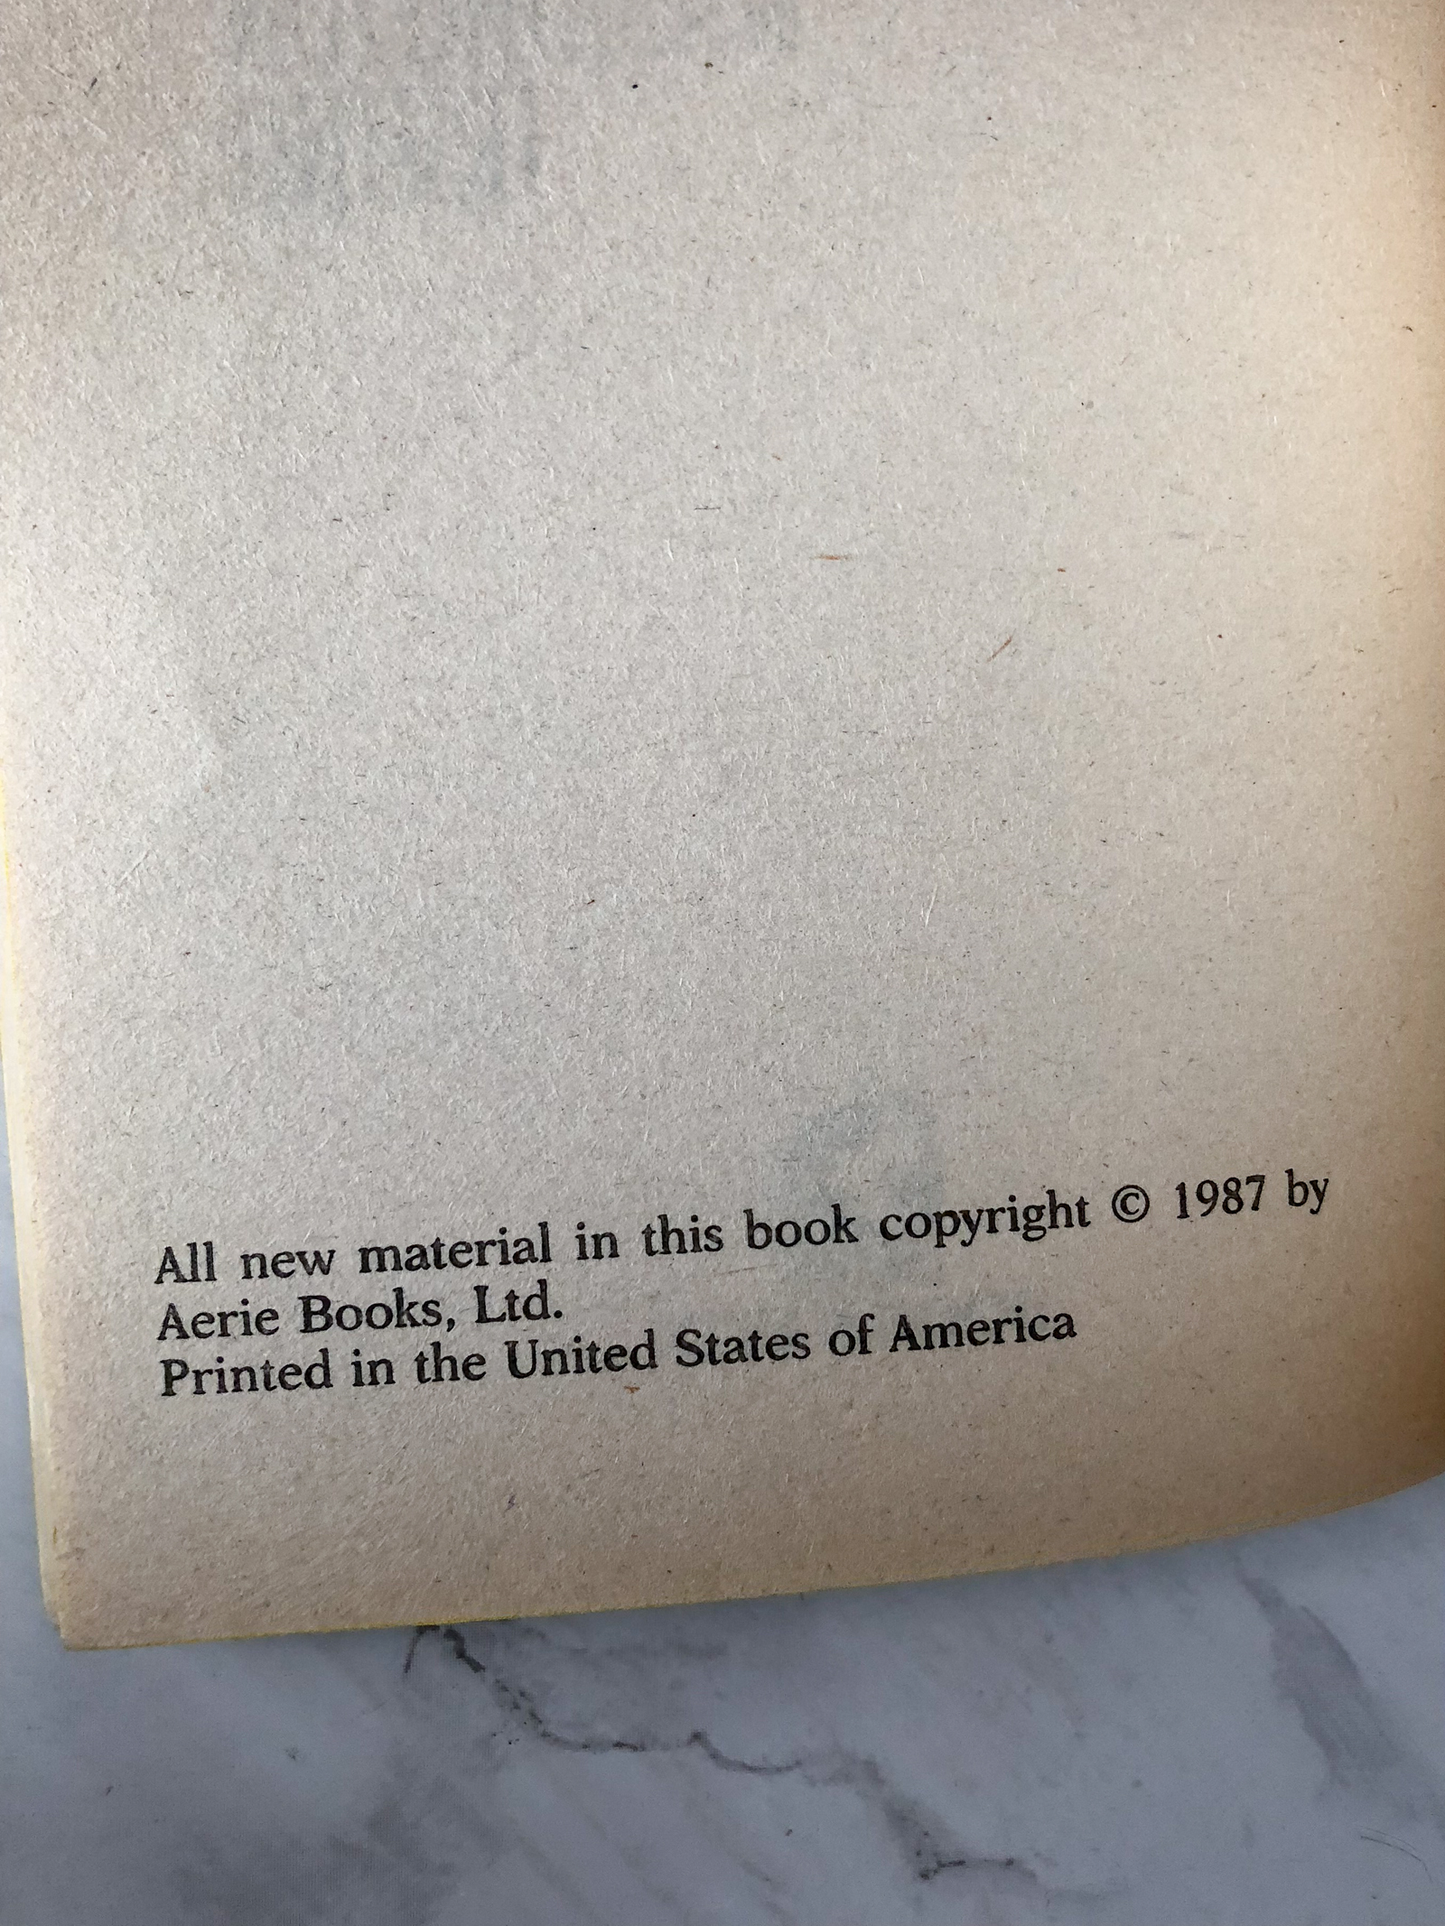 All new material in this book copyright © 1987 by
Aerie Books, Ltd.
Printed in the United States of America